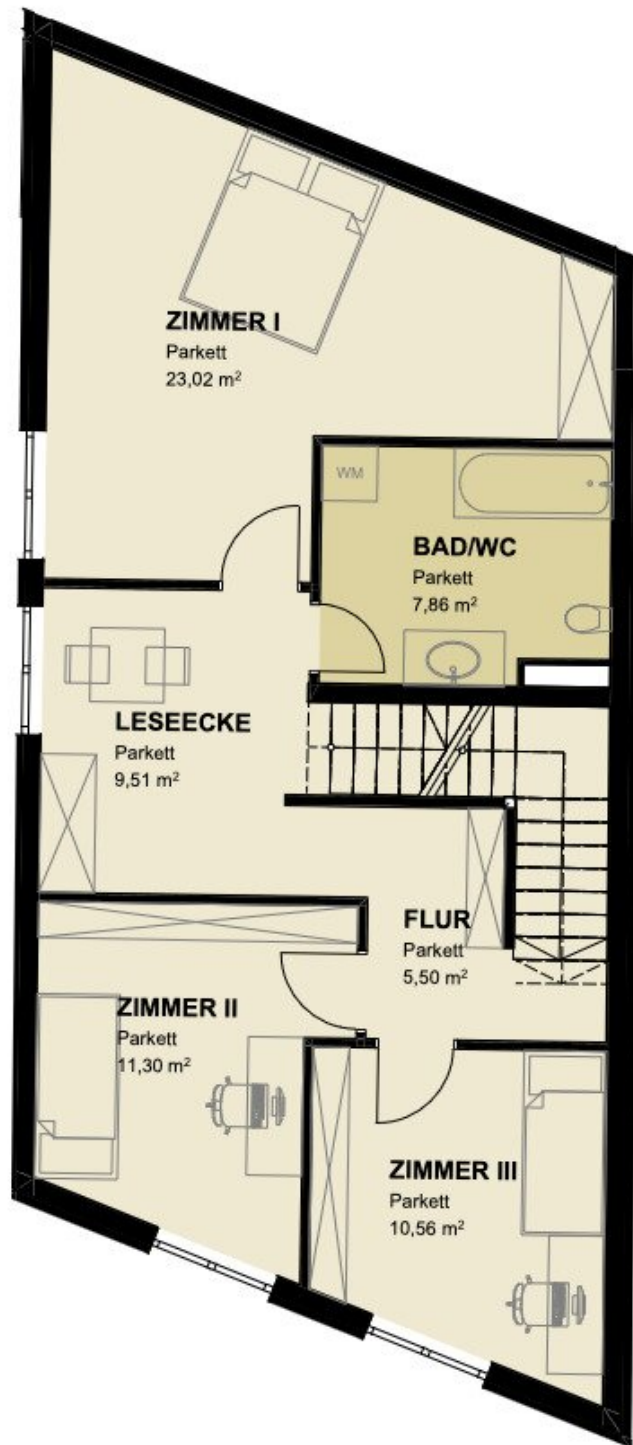 ZIMMER I
Parkett
23,02 m²
WM
BAD/WC
Parkett
7,86 m²
LESEECKE
Parkett
9,51 m²
FLUR
Parkett
5,50 m²
ZIMMER II
Parkett
11,30 m²
ZIMMER III
Parkett
10,56 m²